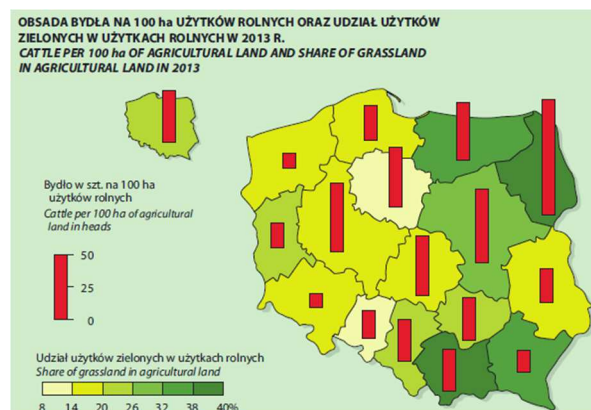 OBSADA BYDŁA NA 100 ha UŻYTKÓW ROLNYCH ORAZ UDZIAŁ UŻYTKÓW
ZIELONYCH W UŻYTKACH ROLNYCH W 2013 R.
CATTLE PER 100 ha OF AGRICULTURAL LAND AND SHARE OF GRASSLAND
IN AGRICULTURAL LAND IN 2013
Bydło w szt. na 100 ha
użytków rolnych
Cattle per 100 ha of agricultural
land in heads
50
25
0
Udział użytków zielonych w użytkach rolnych
Share of grassland in agricultural land
8 14 20 26 32 38 40%